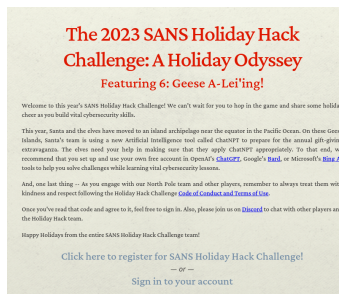 The 2023 SANS Holiday Hack
Challenge: A Holiday Odyssey
Featuring 6: Geese A-Lei'ing!
Welcome to this year's SANS Holiday Hack Challenge! We can't wait for you to hop in the game and share some
cheer as you build vital cybersecurity skills.
This year, Santa and the elves have moved to an island archipelago near the equator in the Pacific Ocean. On these
Islands, Santa's team is using a new Artificial Intelligence tool called ChatNPT to prepare for the annual
extravaganza. The elves need your help in making sure that they apply ChatNPT appropriately. To that end,
recommend that you set up and use your own free account in OpenAI's ChatGPT, Google's Bard, or Microsoft's Bing
tools to help you solve challenges while learning vital cybersecurity lessons.
And, one last thing -- As you engage with our North Pole team and other players, remember to always treat them
kindness and respect following the Holiday Hack Challenge Code of Conduct and Terms of Use.
Once you've read that code and agree to it, feel free to sign in. Also, please join us on Discord to chat with other players
the Holiday Hack team.
Happy Holidays from the entire SANS Holiday Hack Challenge team!
Click here to register for SANS Holiday Hack Challenge!
— or —
Sign in to your account